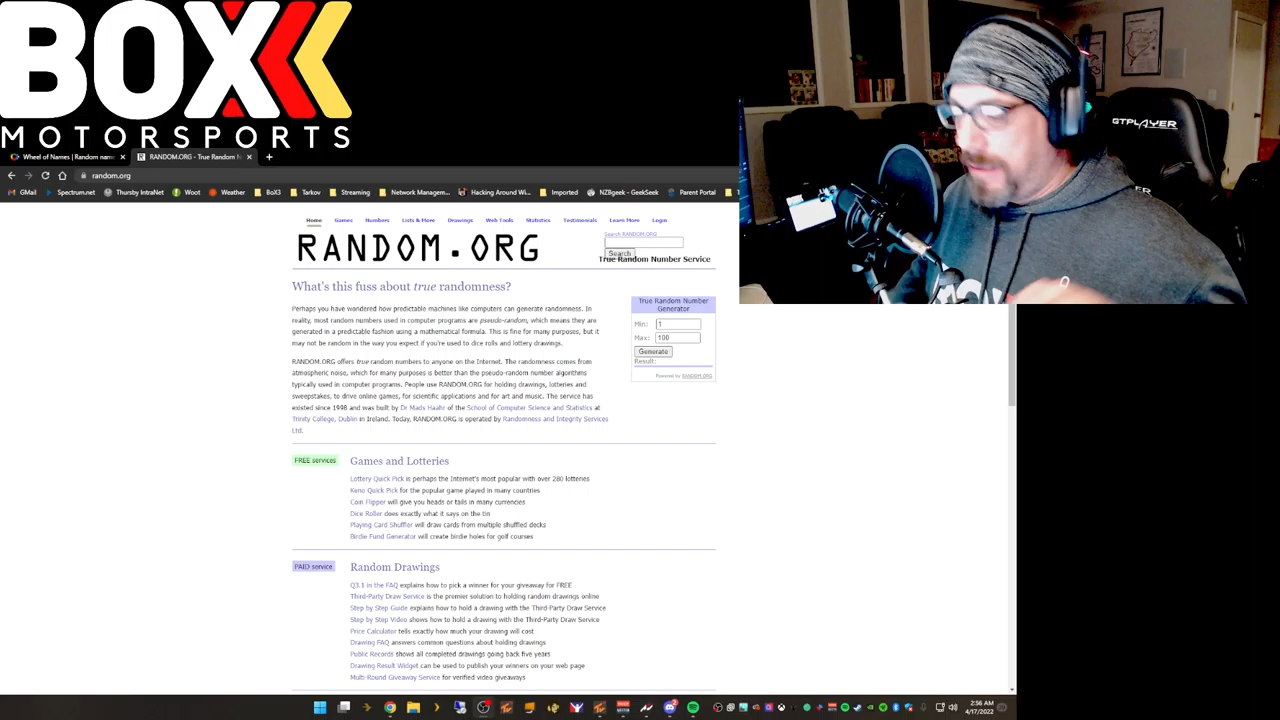 BOX
MOTORSPORTS
Wheel of Names | Random name
RANDOM.ORG - True Random N
random.org
GMail
Spectrum.net
Thursby IntraNet
Woot
Weather
BoX3
Tarkov
Streaming
Network Managem...
Hacking Around Wi...
Imported
NZBgeek - GeekSeek
Parent Portal
GTPLAYER
Home Games Numbers Lists & More Drawings Web Tools Statistics Testimonials Learn More Login
RANDOM.ORG
Search RANDOM.ORG
Search
True Random Number Service
What's this fuss about true randomness?
Perhaps you have wondered how predictable machines like computers can generate randomness. In
reality, most random numbers used in computer programs are pseudo-random, which means they are
generated in a predictable fashion using a mathematical formula. This is fine for many purposes, but it
may not be random in the way you expect if you're used to dice rolls and lottery drawings.
RANDOM.ORG offers true random numbers to anyone on the Internet. The randomness comes from
atmospheric noise, which for many purposes is better than the pseudo-random number algorithms
typically used in computer programs. People use RANDOM.ORG for holding drawings, lotteries and
sweepstakes, to drive online games, for scientific applications and for art and music. The service has
existed since 1998 and was built by Dr Mads Haahr of the School of Computer Science and Statistics at
Trinity College, Dublin in Ireland. Today, RANDOM.ORG is operated by Randomness and Integrity Services
Ltd.
True Random Number
Generator
Min: 1
Max: 100
Generate
Result:
Powered by RANDOM.ORG
FREE services
Games and Lotteries
Lottery Quick Pick is perhaps the Internet's most popular with over 280 lotteries
Keno Quick Pick for the popular game played in many countries
Coin Flipper will give you heads or tails in many currencies
Dice Roller does exactly what it says on the tin
Playing Card Shuffler will draw cards from multiple shuffled decks
Birdie Fund Generator will create birdie holes for golf courses
PAID service
Random Drawings
Q3.1 in the FAQ explains how to pick a winner for your giveaway for FREE
Third-Party Draw Service is the premier solution to holding random drawings online
Step by Step Guide explains how to hold a drawing with the Third-Party Draw Service
Step by Step Video shows how to hold a drawing with the Third-Party Draw Service
Price Calculator tells exactly how much your drawing will cost
Drawing FAQ answers common questions about holding drawings
Public Records shows all completed drawings going back five years
Drawing Result Widget can be used to publish your winners on your web page
Multi-Round Giveaway Service for verified video giveaways
2:56 AM
4/17/2022